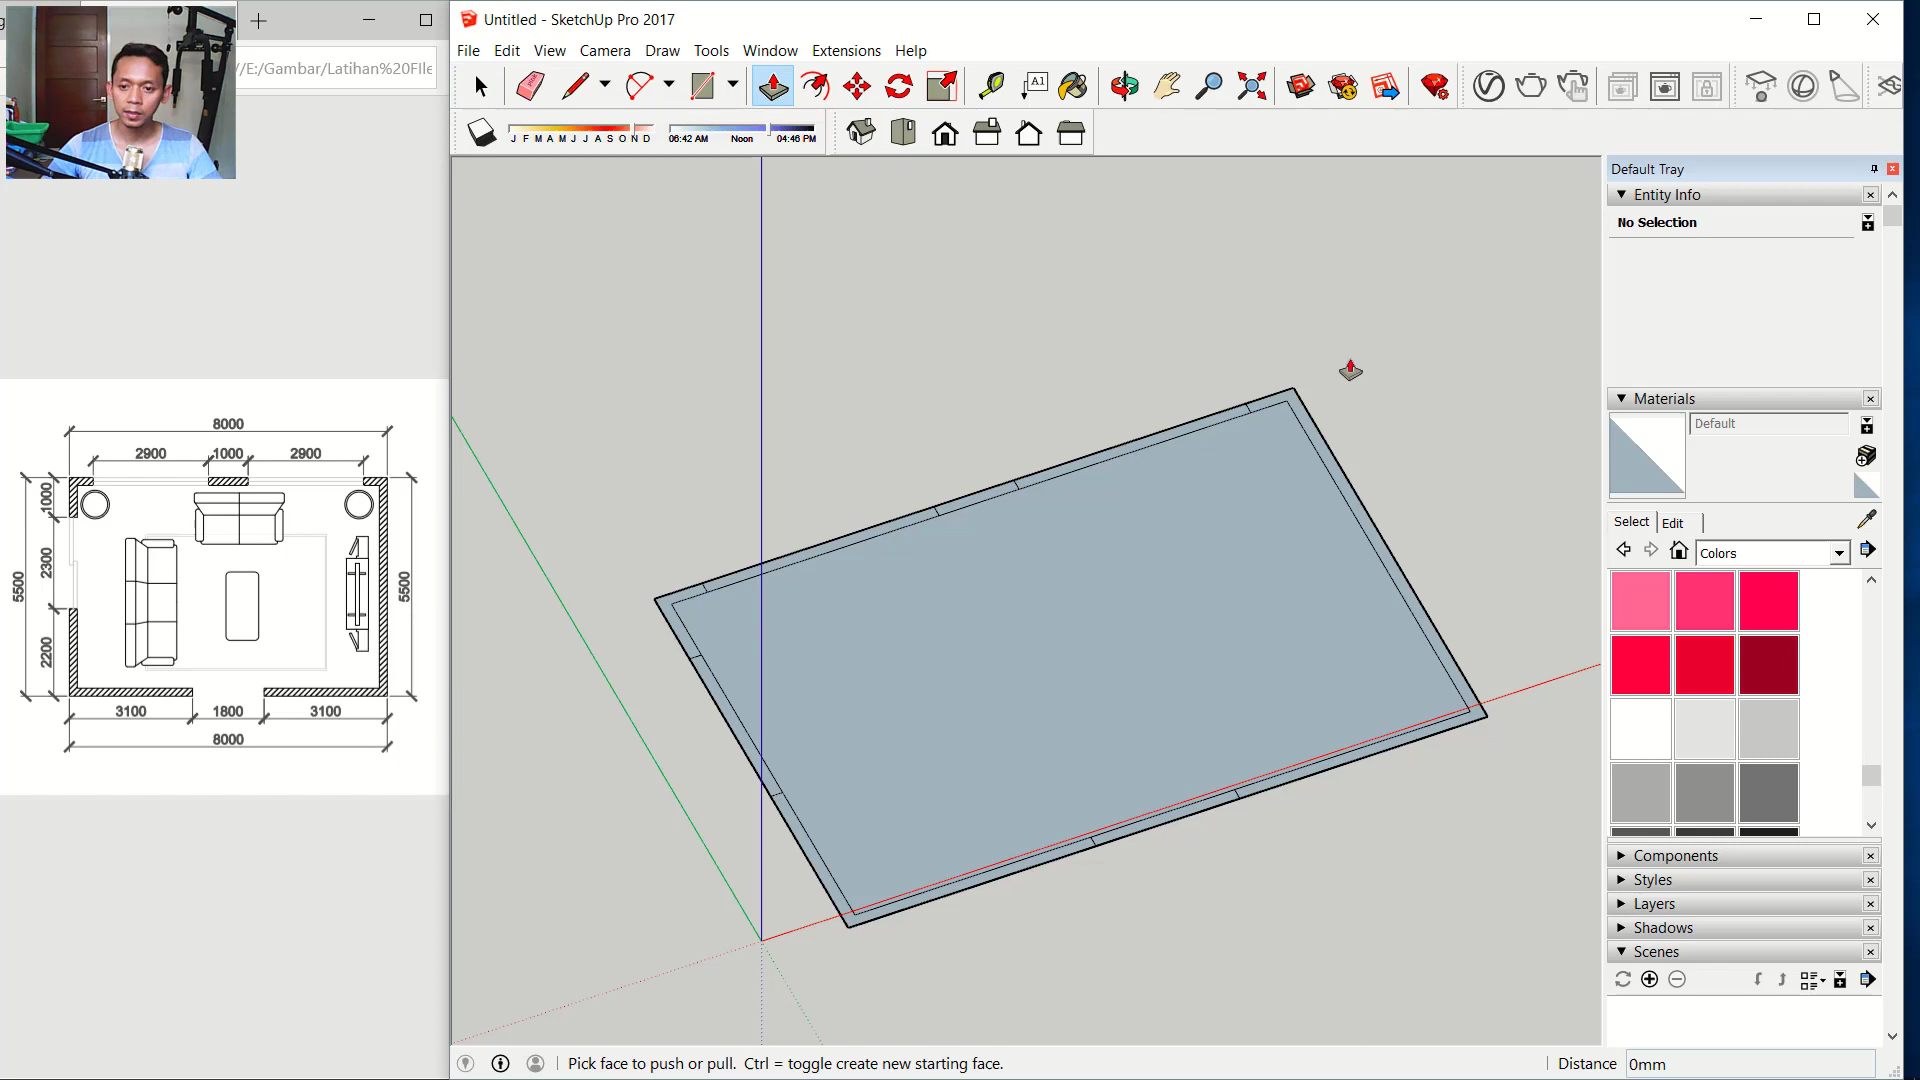 Untitled - SketchUp Pro 2017
//E:/Gambar/Latihan%20FIle
File Edit View Camera Draw Tools Window Extensions Help
A1
J F M A M J J A S O N D
06:42 AM Noon 04:46 PM
Default Tray
Entity Info
No Selection
Materials
Default
Select Edit
Colors
Components
Styles
Layers
Shadows
Scenes
8000
2900 1000 2900
1000
2300
5500
5500
2200
3100 1800 3100
8000
Pick face to push or pull. Ctrl = toggle create new starting face.
Distance 0mm